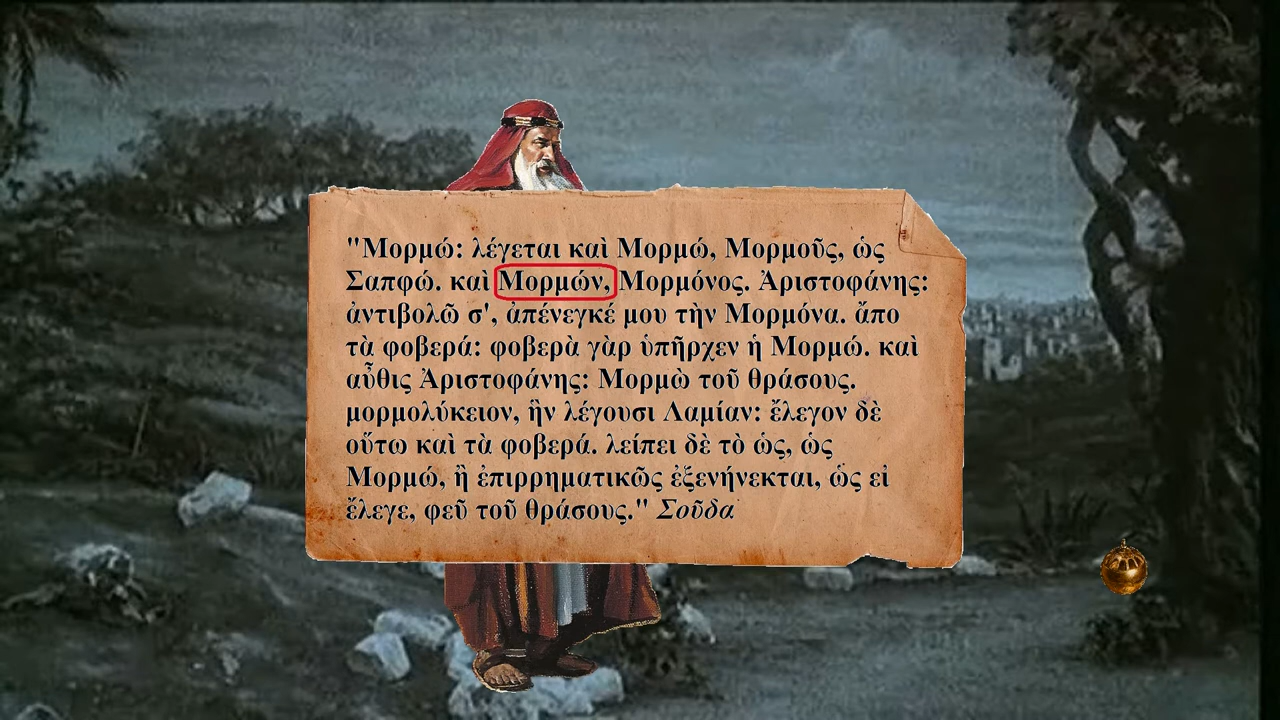 "Μορμώ: λέγεται καὶ Μορμώ, Μορμοῦς, ὡς
Σαπφώ. καὶ Μορμών, Μορμόνος. Ἀριστοφάνης:
ἀντιβολῶ σ', ἀπένεγκέ μου τὴν Μορμόνα. ἄπο
τὰ φοβερά: φοβερὰ γὰρ ὑπῆρχεν ἡ Μορμώ. καὶ
αὖθις Ἀριστοφάνης: Μορμὼ τοῦ θράσους.
μορμολύκειον, ἣν λέγουσι Λαμίαν: ἔλεγον δὲ
οὕτω καὶ τὰ φοβερά. λείπει δὲ τὸ ὡς, ὡς
Μορμώ, ἢ ἐπιρρηματικῶς ἐξενήνεκται, ὡς εἰ
ἔλεγε, φεῦ τοῦ θράσους." Σοῦδα